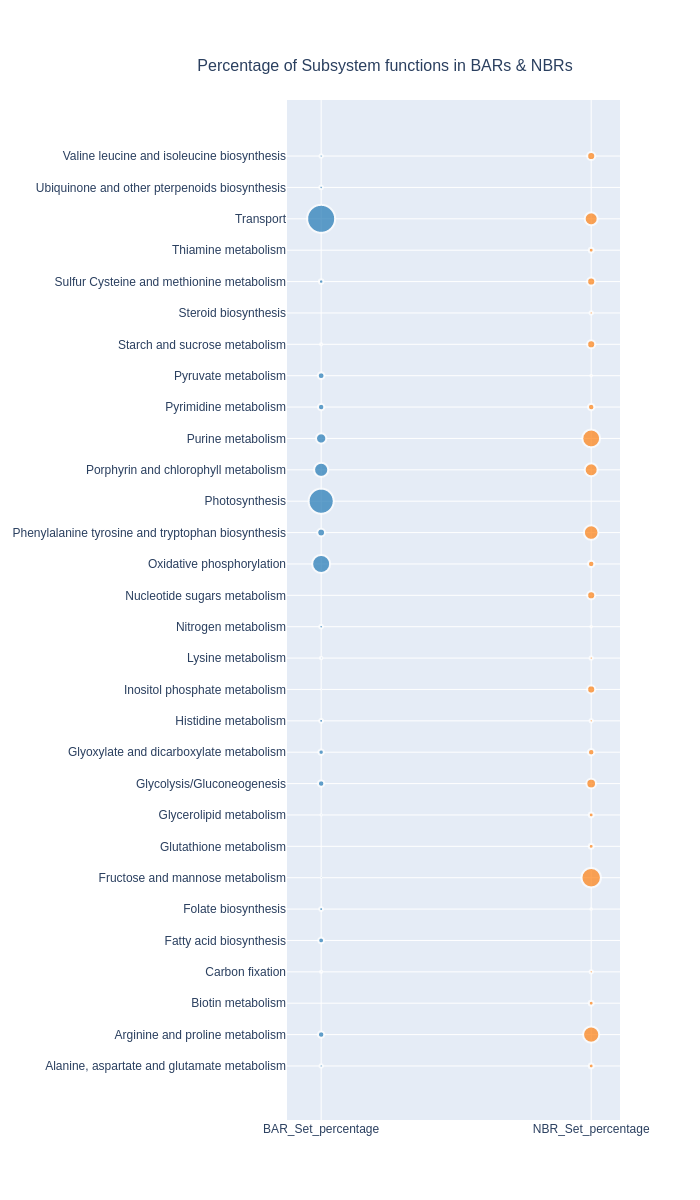 Percentage of Subsystem functions in BARs & NBRs
Valine leucine and isoleucine biosynthesis
Ubiquinone and other pterpenoids biosynthesis
Transport
Thiamine metabolism
Sulfur Cysteine and methionine metabolism
Steroid biosynthesis
Starch and sucrose metabolism
Pyruvate metabolism
Pyrimidine metabolism
Purine metabolism
Porphyrin and chlorophyll metabolism
Photosynthesis
Phenylalanine tyrosine and tryptophan biosynthesis
Oxidative phosphorylation
Nucleotide sugars metabolism
Nitrogen metabolism
Lysine metabolism
Inositol phosphate metabolism
Histidine metabolism
Glyoxylate and dicarboxylate metabolism
Glycolysis/Gluconeogenesis
Glycerolipid metabolism
Glutathione metabolism
Fructose and mannose metabolism
Folate biosynthesis
Fatty acid biosynthesis
Carbon fixation
Biotin metabolism
Arginine and proline metabolism
Alanine, aspartate and glutamate metabolism
BAR_Set_percentage NBR_Set_percentage